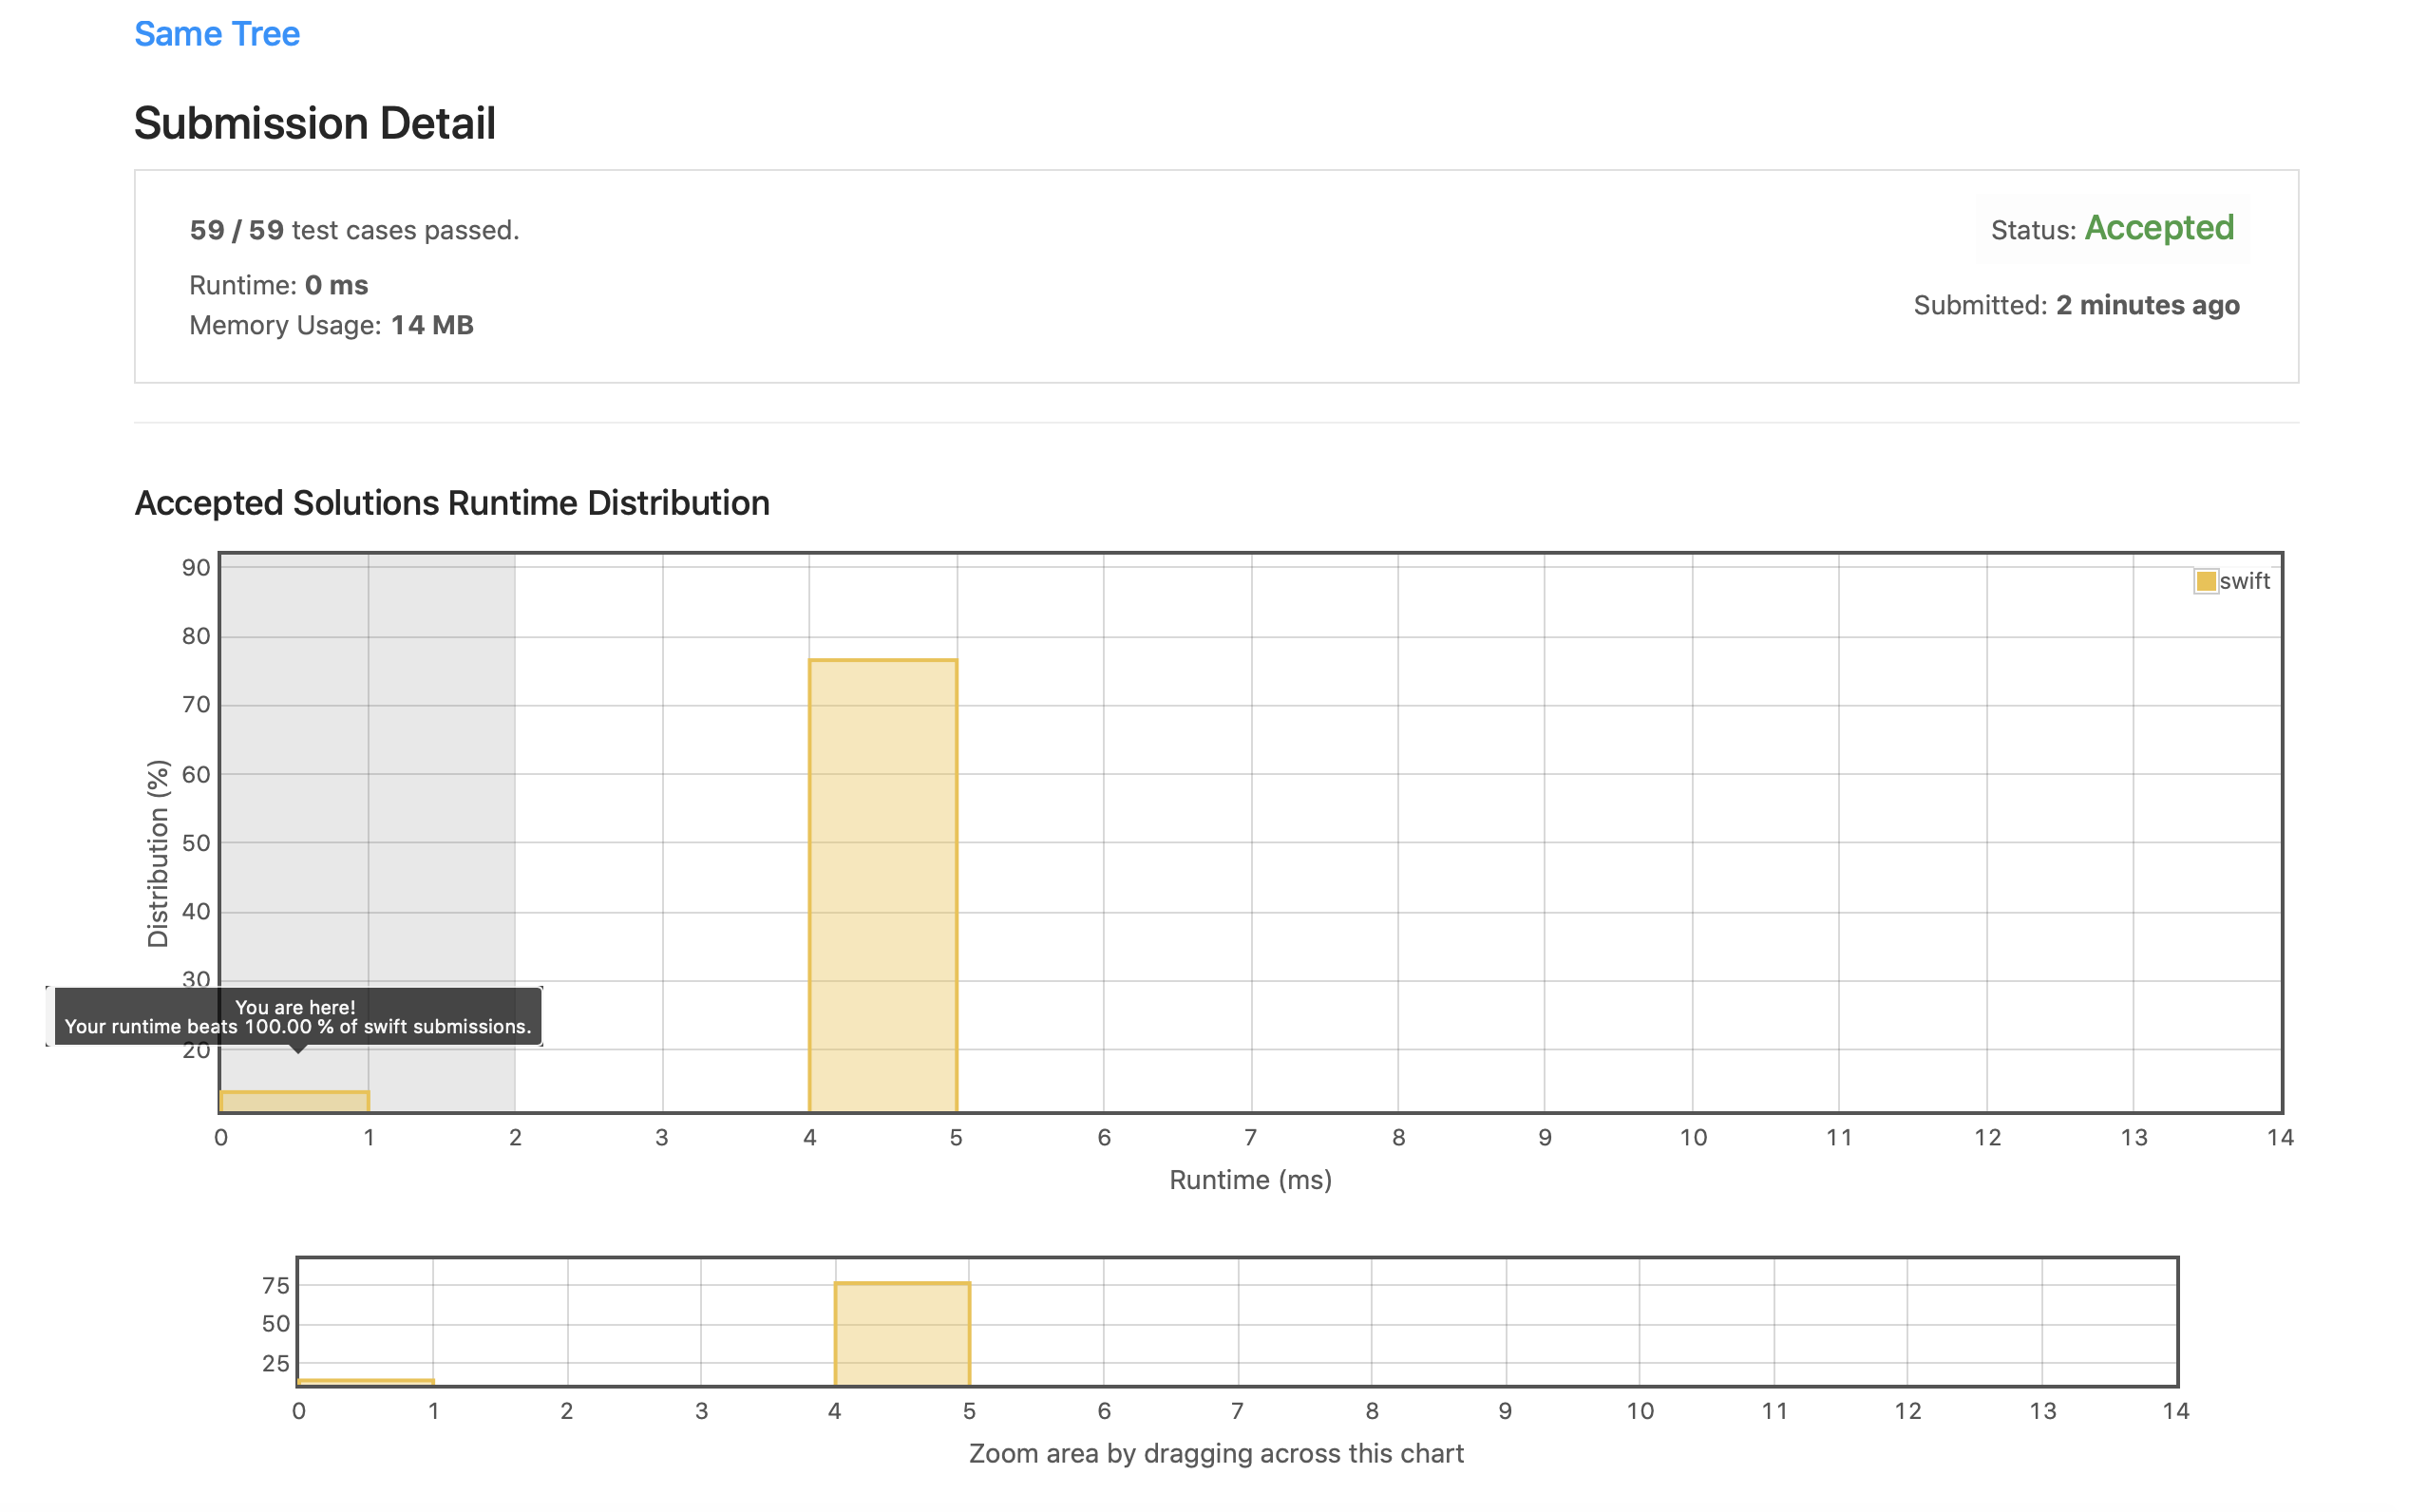 Same Tree
Submission Detail
59 / 59 test cases passed.
Status: Accepted
Runtime: 0 ms
Submitted: 2 minutes ago
Memory Usage: 14 MB
Accepted Solutions Runtime Distribution
90
swift
80
70
60
50
40
30
20
Distribution (%)
You are here!
Your runtime beats 100.00 % of swift submissions.
0 1 2 3 4 5 6 7 8 9 10 11 12 13 14
Runtime (ms)
75
50
25
0 1 2 3 4 5 6 7 8 9 10 11 12 13 14
Zoom area by dragging across this chart